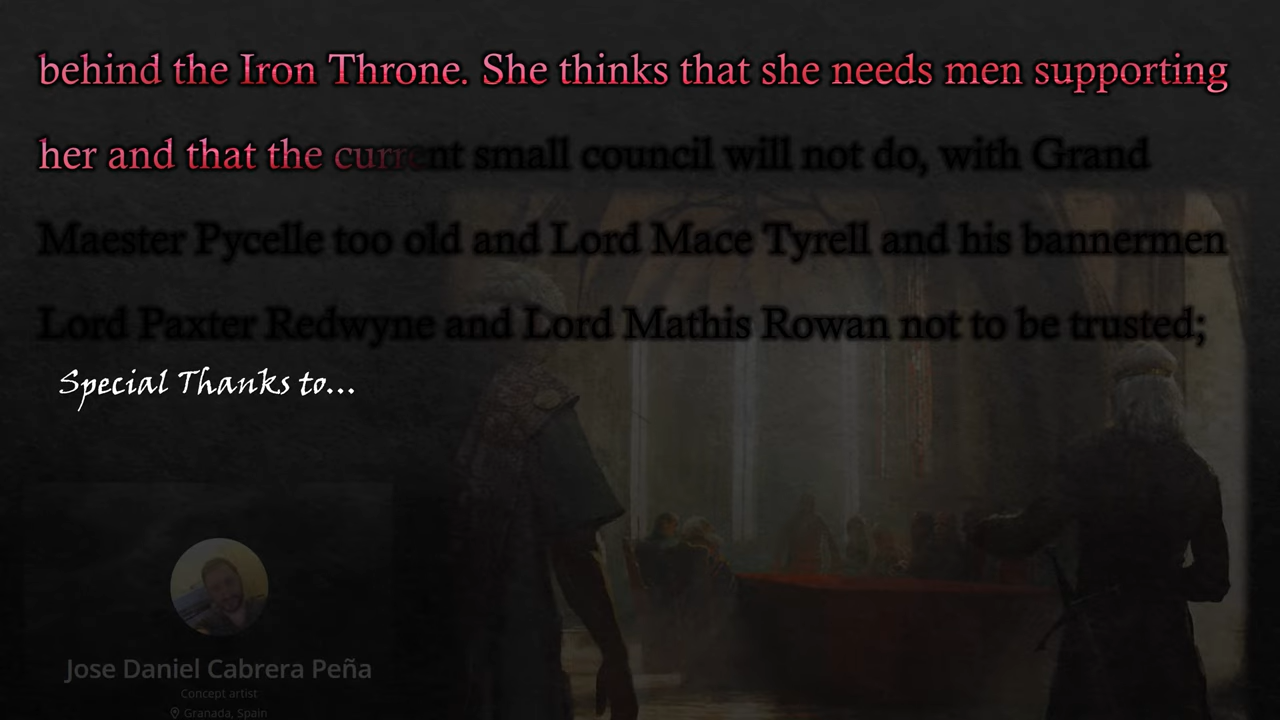 behind the Iron Throne. She thinks that she needs men supporting
her and that the current small council will not do, with Grand
Maester Pycelle too old and Lord Mace Tyrell and his bannermen
Lord Paxter Redwyne and Lord Mathis Rowan not to be trusted;
Special Thanks to...
Jose Daniel Cabrera Peña
Concept artist
Granada, Spain